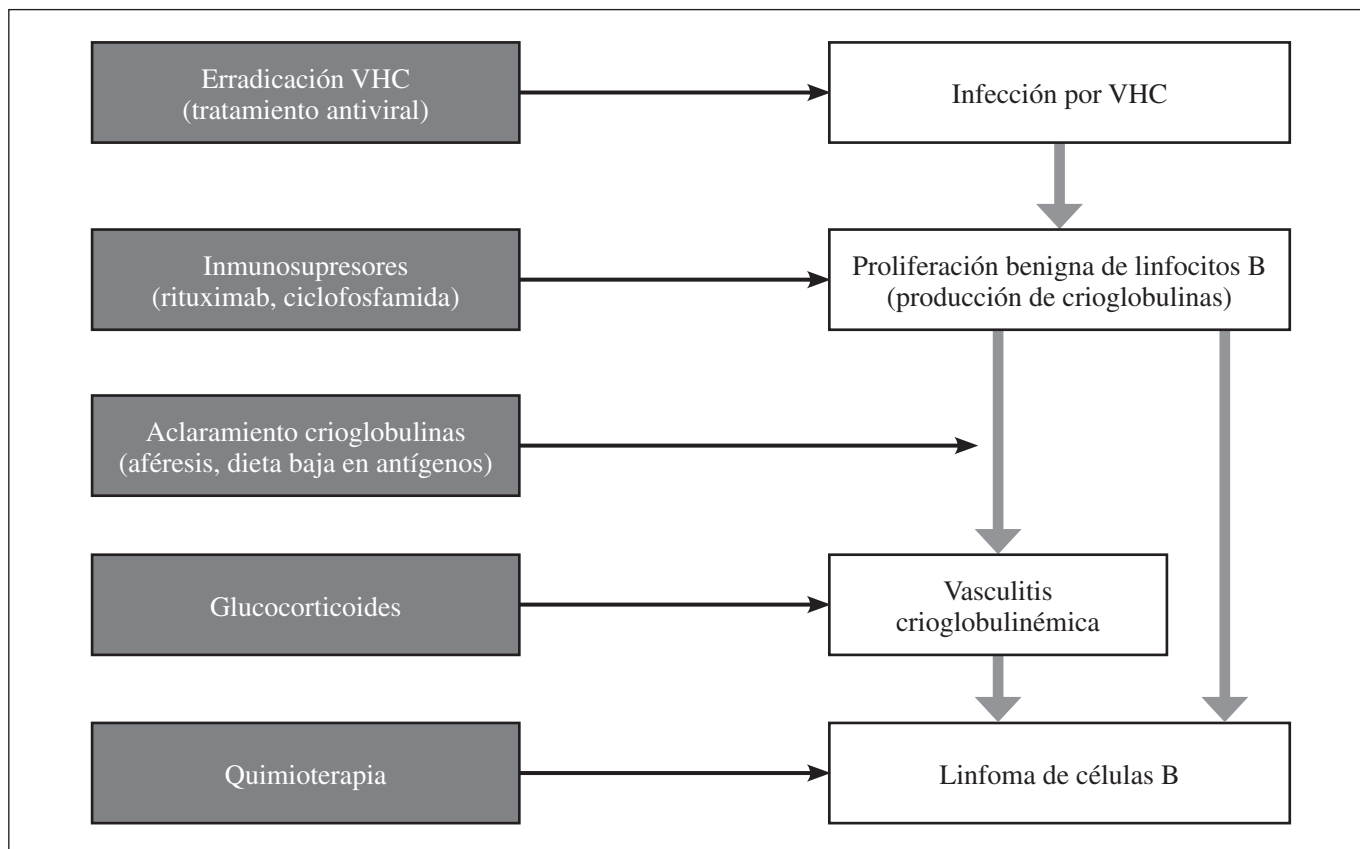 Erradicación VHC
(tratamiento antiviral)
Infección por VHC
Inmunosupresores
(rituximab, ciclofosfamida)
Proliferación benigna de linfocitos B
(producción de crioglobulinas)
Aclaramiento crioglobulinas
(aféresis, dieta baja en antígenos)
Glucocorticoides
Vasculitis
crioglobulinémica
Quimioterapia
Linfoma de células B